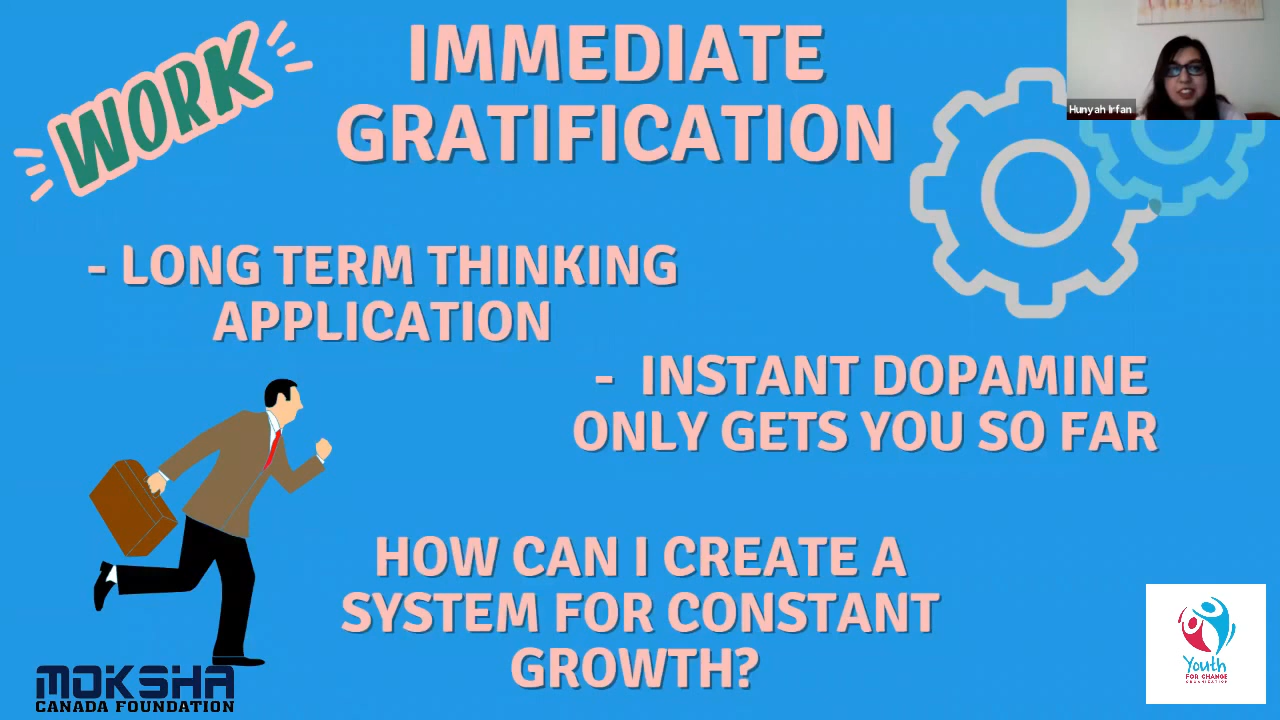 WORK
IMMEDIATE
GRATIFICATION
Hunyah Irfan
- LONG TERM THINKING
APPLICATION
- INSTANT DOPAMINE
ONLY GETS YOU SO FAR
HOW CAN I CREATE A
SYSTEM FOR CONSTANT
GROWTH?
MOKSHA
CANADA FOUNDATION
Youth
FOR CHANGE
ORGANIZATION